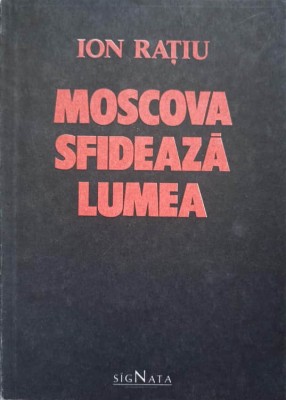 ION RAȚIU
MOSCOVA
SFIDEAZĂ
LUMEA
SIGNATA